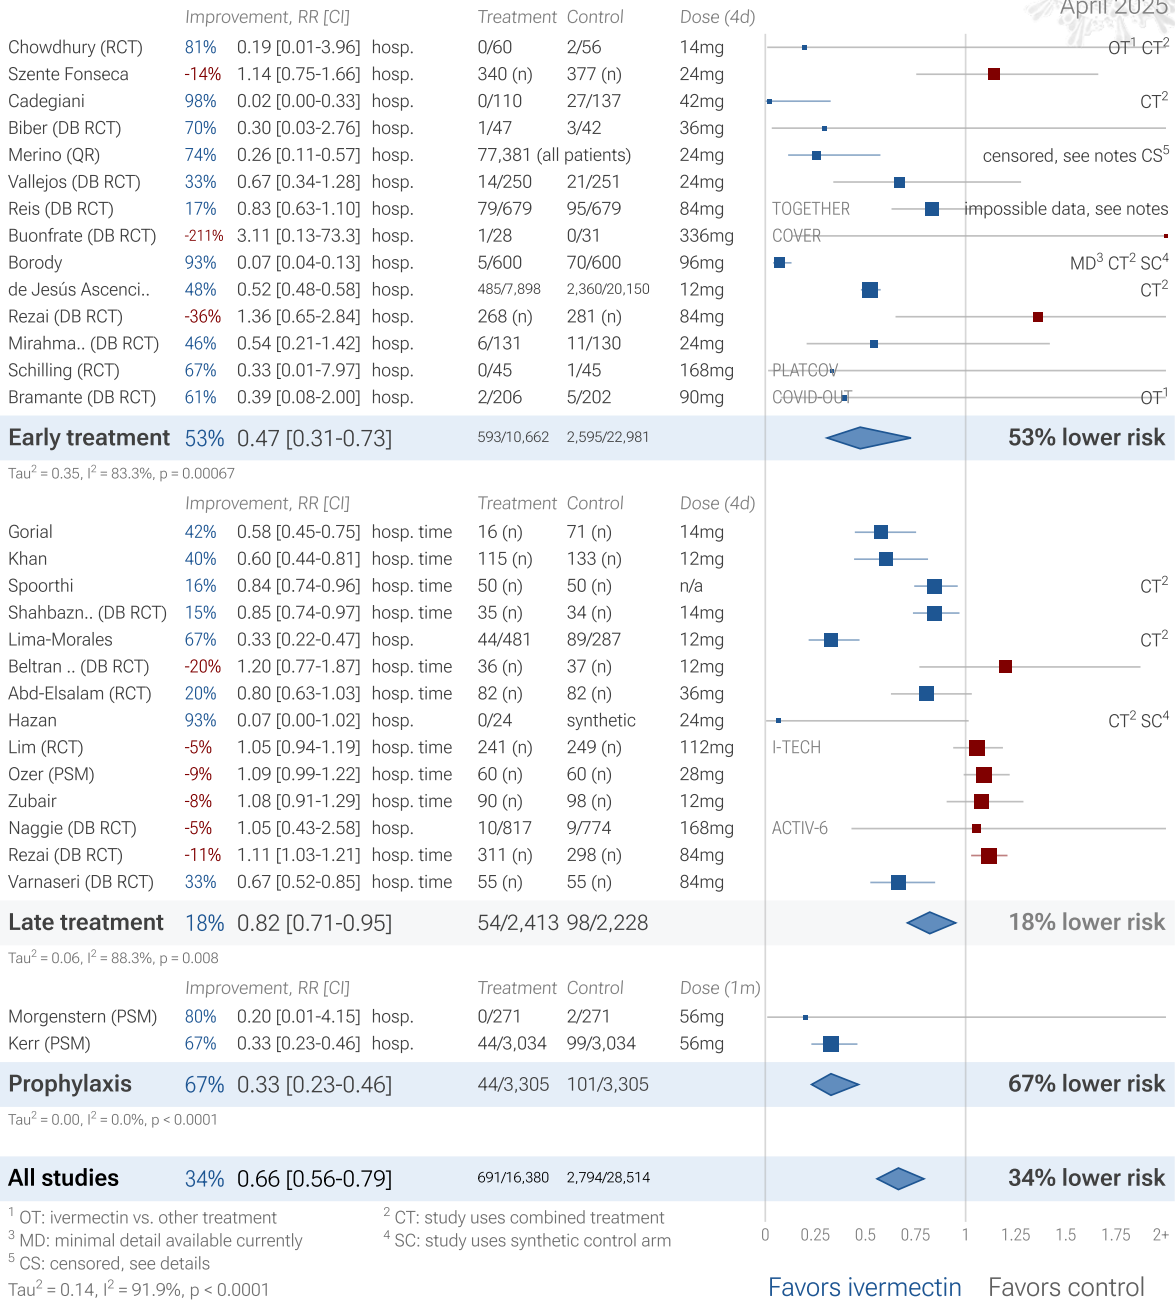 April 2025
Improvement, RR [CI] Treatment Control Dose (4d)
Chowdhury (RCT) 81% 0.19 [0.01-3.96] hosp. 0/60 2/56 14mg OT1 CT2
Szente Fonseca -14% 1.14 [0.75-1.66] hosp. 340 (n) 377 (n) 24mg
Cadegiani 98% 0.02 [0.00-0.33] hosp. 0/110 27/137 42mg CT2
Biber (DB RCT) 70% 0.30 [0.03-2.76] hosp. 1/47 3/42 36mg
Merino (QR) 74% 0.26 [0.11-0.57] hosp. 77,381 (all patients) 24mg censored, see notes CS5
Vallejos (DB RCT) 33% 0.67 [0.34-1.28] hosp. 14/250 21/251 24mg
Reis (DB RCT) 17% 0.83 [0.63-1.10] hosp. 79/679 95/679 84mg TOGETHER impossible data, see notes
Buonfrate (DB RCT) -211% 3.11 [0.13-73.3] hosp. 1/28 0/31 336mg COVER
Borody 93% 0.07 [0.04-0.13] hosp. 5/600 70/600 96mg MD3 CT2 SC4
de Jesús Ascenci.. 48% 0.52 [0.48-0.58] hosp. 485/7,898 2,360/20,150 12mg CT2
Rezai (DB RCT) -36% 1.36 [0.65-2.84] hosp. 268 (n) 281 (n) 84mg
Mirahma.. (DB RCT) 46% 0.54 [0.21-1.42] hosp. 6/131 11/130 24mg
Schilling (RCT) 67% 0.33 [0.01-7.97] hosp. 0/45 1/45 168mg PLATCOV
Bramante (DB RCT) 61% 0.39 [0.08-2.00] hosp. 2/206 5/202 90mg COVID-OUT OT1
Early treatment 53% 0.47 [0.31-0.73] 593/10,662 2,595/22,981 53% lower risk
Tau2 = 0.35, I2 = 83.3%, p = 0.00067
Improvement, RR [CI] Treatment Control Dose (4d)
Gorial 42% 0.58 [0.45-0.75] hosp. time 16 (n) 71 (n) 14mg
Khan 40% 0.60 [0.44-0.81] hosp. time 115 (n) 133 (n) 12mg
Spoorthi 16% 0.84 [0.74-0.96] hosp. time 50 (n) 50 (n) n/a CT2
Shahbazn.. (DB RCT) 15% 0.85 [0.74-0.97] hosp. time 35 (n) 34 (n) 14mg
Lima-Morales 67% 0.33 [0.22-0.47] hosp. 44/481 89/287 12mg CT2
Beltran .. (DB RCT) -20% 1.20 [0.77-1.87] hosp. time 36 (n) 37 (n) 12mg
Abd-Elsalam (RCT) 20% 0.80 [0.63-1.03] hosp. time 82 (n) 82 (n) 36mg
Hazan 93% 0.07 [0.00-1.02] hosp. 0/24 synthetic 24mg CT2 SC4
Lim (RCT) -5% 1.05 [0.94-1.19] hosp. time 241 (n) 249 (n) 112mg I-TECH
Ozer (PSM) -9% 1.09 [0.99-1.22] hosp. time 60 (n) 60 (n) 28mg
Zubair -8% 1.08 [0.91-1.29] hosp. time 90 (n) 98 (n) 12mg
Naggie (DB RCT) -5% 1.05 [0.43-2.58] hosp. 10/817 9/774 168mg ACTIV-6
Rezai (DB RCT) -11% 1.11 [1.03-1.21] hosp. time 311 (n) 298 (n) 84mg
Varnaseri (DB RCT) 33% 0.67 [0.52-0.85] hosp. time 55 (n) 55 (n) 84mg
Late treatment 18% 0.82 [0.71-0.95] 54/2,413 98/2,228 18% lower risk
Tau2 = 0.06, I2 = 88.3%, p = 0.008
Improvement, RR [CI] Treatment Control Dose (1m)
Morgenstern (PSM) 80% 0.20 [0.01-4.15] hosp. 0/271 2/271 56mg
Kerr (PSM) 67% 0.33 [0.23-0.46] hosp. 44/3,034 99/3,034 56mg
Prophylaxis 67% 0.33 [0.23-0.46] 44/3,305 101/3,305 67% lower risk
Tau2 = 0.00, I2 = 0.0%, p < 0.0001
All studies 34% 0.66 [0.56-0.79] 691/16,380 2,794/28,514 34% lower risk
1 OT: ivermectin vs. other treatment 2 CT: study uses combined treatment
3 MD: minimal detail available currently 4 SC: study uses synthetic control arm
5 CS: censored, see details
0 0.25 0.5 0.75 1 1.25 1.5 1.75 2+
Tau2 = 0.14, I2 = 91.9%, p < 0.0001
Favors ivermectin Favors control